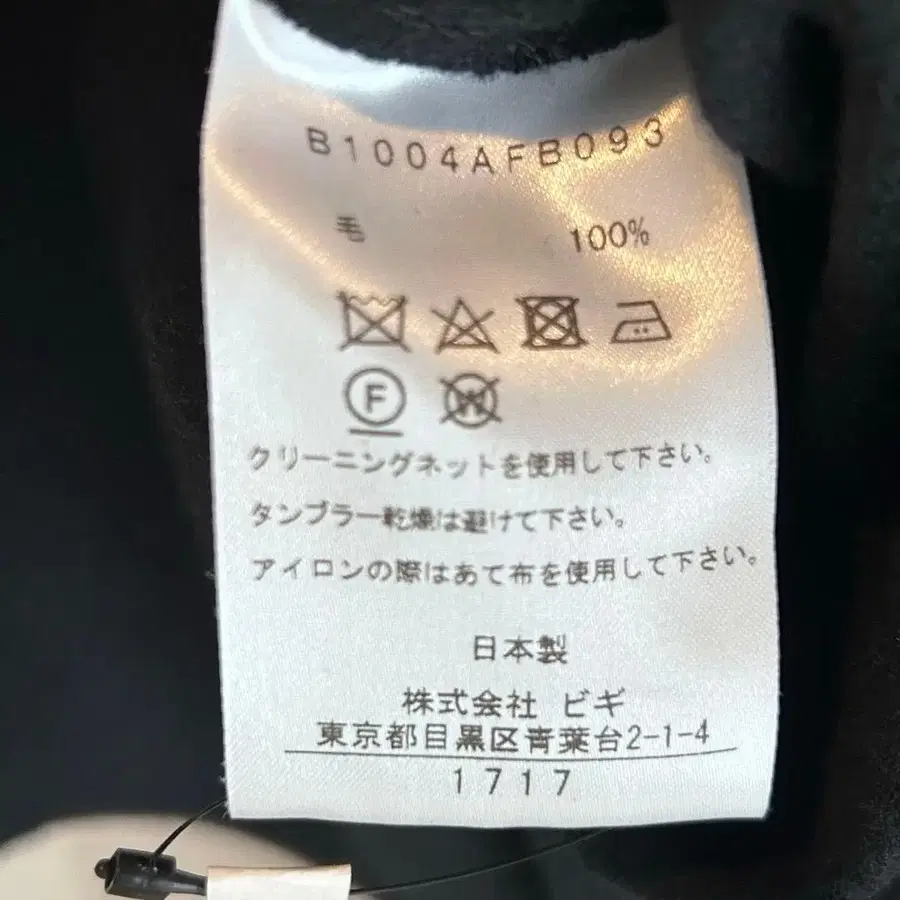 B1004AFB093
毛 100%
F W
クリーニングネットを使用して下さい。
タンブラー乾燥は避けて下さい。
アイロンの際はあて布を使用して下さい。
日本製
株式会社 ビギ
東京都目黒区青葉台2-1-4
1717